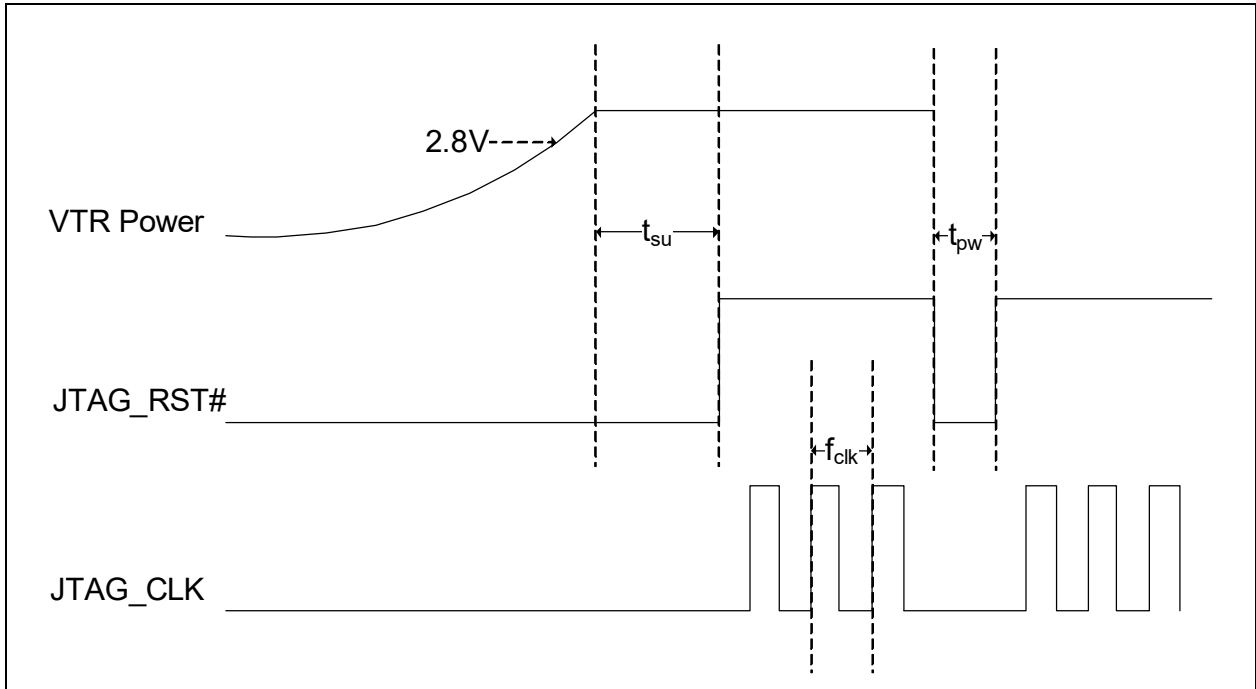 2.8V
VTR Power
tsu
tpw
JTAG_RST#
fclk
JTAG_CLK